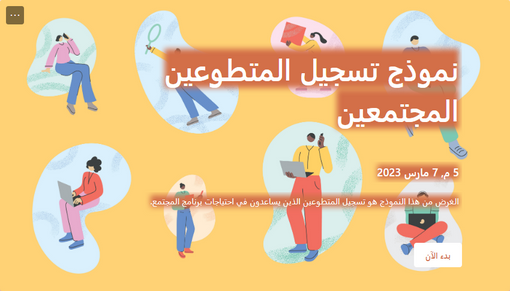 نموذج تسجيل المتطوعين
المجتمعين
5 م, 7 مارس 2023
الغرض من هذا النموذج هو تسجيل المتطوعين الذين يساعدون في احتياجات برنامج المجتمع.
بدء الآن